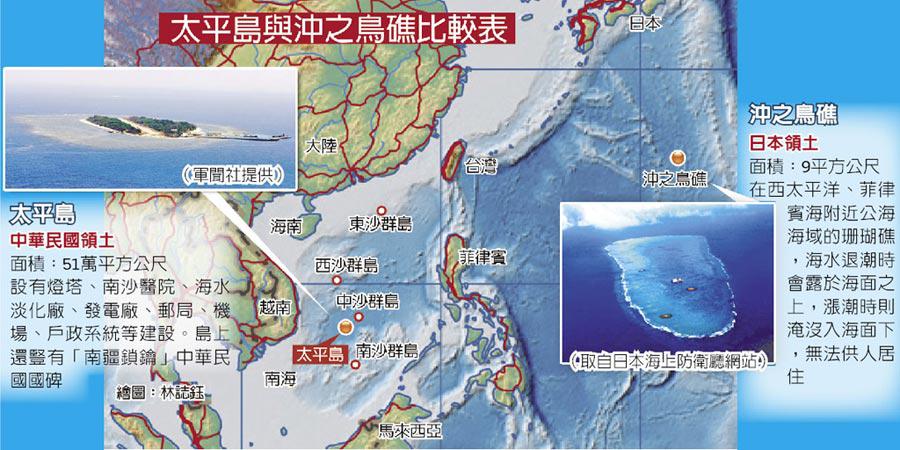 太平島與沖之鳥礁比較表
(軍聞社提供)
太平島
中華民國領土
面積：51萬平方公尺
設有燈塔、南沙醫院、海水
淡化廠、發電廠、郵局、機
場、戶政系統等建設。島上
還豎有「南疆鎖鑰」中華民
國國碑
繪圖：林誌鈺
日本
大陸
台灣
海南
東沙群島
西沙群島
中沙群島
越南
菲律賓
太平島
南沙群島
南海
馬來西亞
沖之鳥礁
沖之鳥礁
日本領土
面積：9平方公尺
在西太平洋、菲律
賓海附近公海
海域的珊瑚礁
，海水退潮時
會露於海面之
上，漲潮時則
淹沒入海面下
，無法供人居
住
(取自日本海上防衛廳網站)